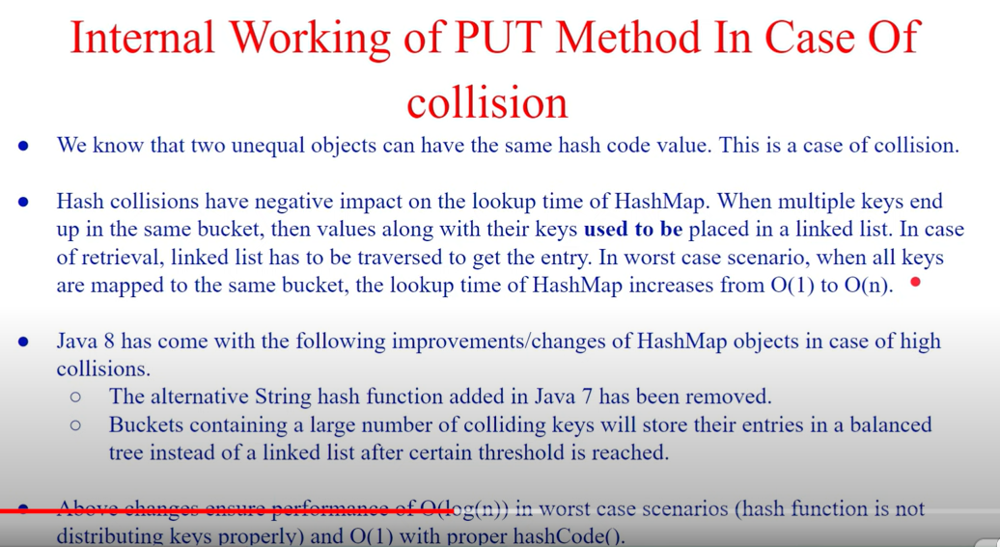 Internal Working of PUT Method In Case Of
collision
● We know that two unequal objects can have the same hash code value. This is a case of collision.
● Hash collisions have negative impact on the lookup time of HashMap. When multiple keys end
up in the same bucket, then values along with their keys used to be placed in a linked list. In case
of retrieval, linked list has to be traversed to get the entry. In worst case scenario, when all keys
are mapped to the same bucket, the lookup time of HashMap increases from O(1) to O(n).
● Java 8 has come with the following improvements/changes of HashMap objects in case of high
collisions.
○ The alternative String hash function added in Java 7 has been removed.
○ Buckets containing a large number of colliding keys will store their entries in a balanced
tree instead of a linked list after certain threshold is reached.
● Above changes ensure performance of O(log(n)) in worst case scenarios (hash function is not
distributing keys properly) and O(1) with proper hashCode().